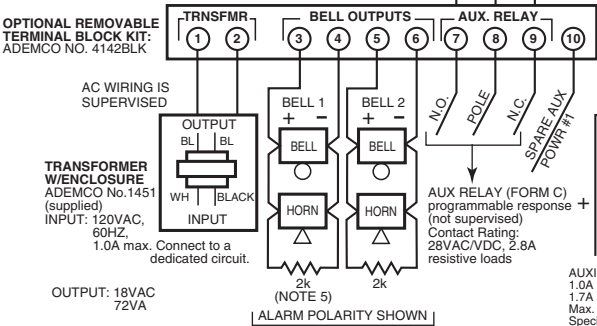 OPTIONAL REMOVABLE
TERMINAL BLOCK KIT:
ADEMCO NO. 4142BLK
TRNSFMR
BELL OUTPUTS
AUX. RELAY
1
2
3
4
5
6
7
8
9
10
AC WIRING IS
SUPERVISED
OUTPUT
BL
BL
WH
BLACK
INPUT
TRANSFORMER
W/ENCLOSURE
ADEMCO No.1451
(supplied)
INPUT: 120VAC,
60HZ,
1.0A max. Connect to a
dedicated circuit.
OUTPUT: 18VAC
72VA
BELL 1
+ –
BELL
HORN
2k
(NOTE 5)
BELL 2
+ –
BELL
HORN
2k
ALARM POLARITY SHOWN
N.O.
POLE
N.C.
SPARE AUX
POWR #1
AUX RELAY (FORM C)
programmable response
(not supervised)
Contact Rating:
28VAC/VDC, 2.8A
resistive loads
+
AUXI
1.0A
1.7A
Max.
Speci